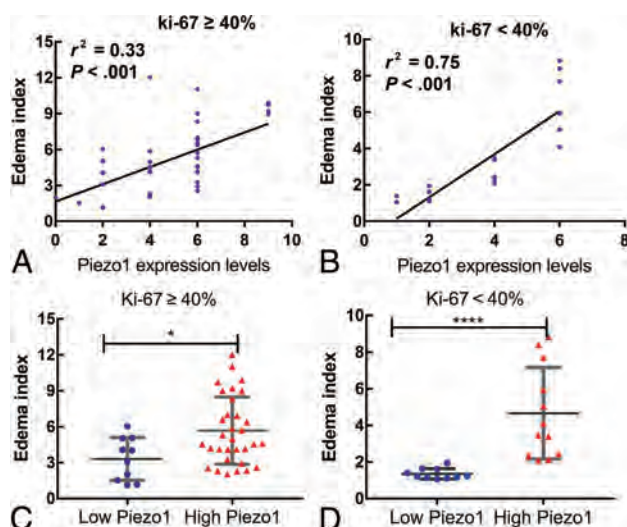 ki-67 ≥ 40%
r² = 0.33
P < .001
Edema index
15
12
9
6
3
0
0 2 4 6 8 10
Piezo1 expression levels
A
ki-67 < 40%
r² = 0.75
P < .001
Edema index
10
8
6
4
2
0
0 2 4 6 8
Piezo1 expression levels
B
Ki-67 ≥ 40%
*
Edema index
15
12
9
6
3
0
Low Piezo1 High Piezo1
C
Ki-67 < 40%
****
Edema index
10
8
6
4
2
0
Low Piezo1 High Piezo1
D